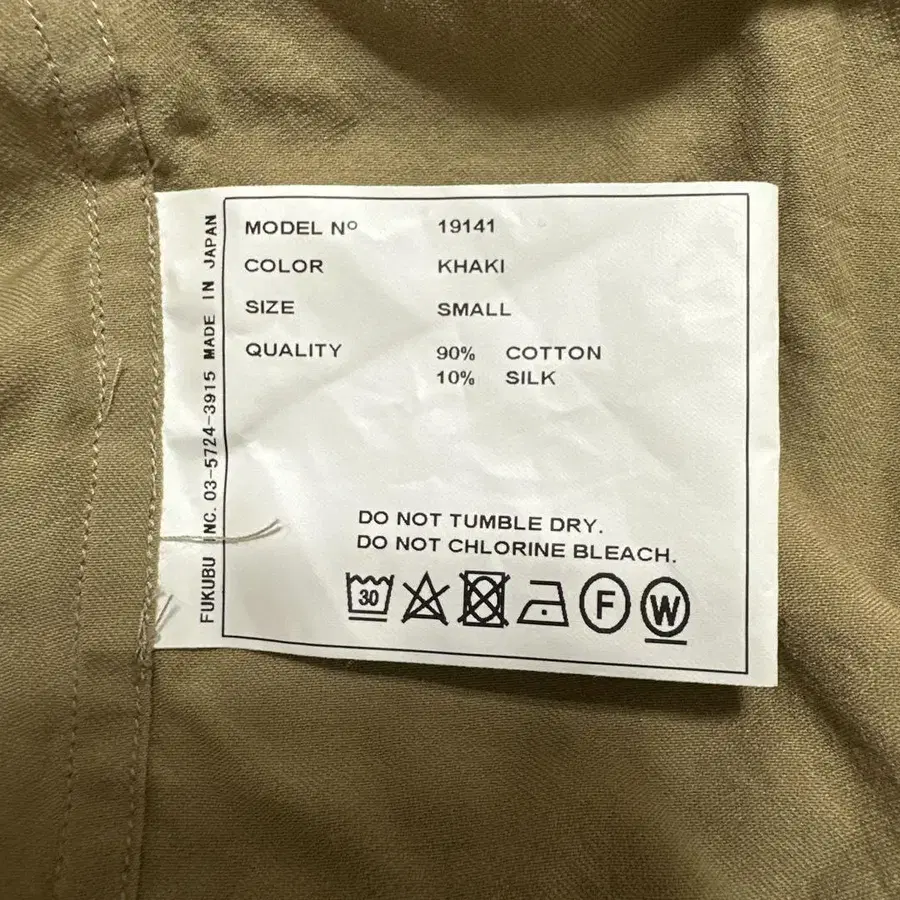 MODEL Nº 19141
COLOR KHAKI
SIZE SMALL
QUALITY 90% COTTON
10% SILK
DO NOT TUMBLE DRY.
DO NOT CHLORINE BLEACH.
30 F W
FUKUBU INC. 03-5724-3915 MADE IN JAPAN